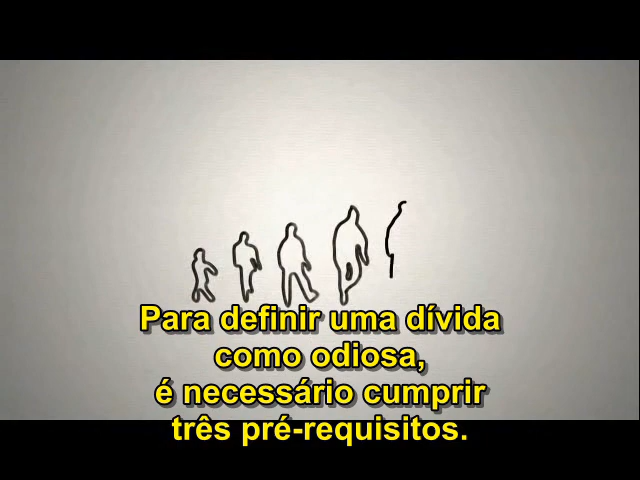 Para definir uma dívida
como odiosa,
é necessário cumprir
três pré-requisitos.